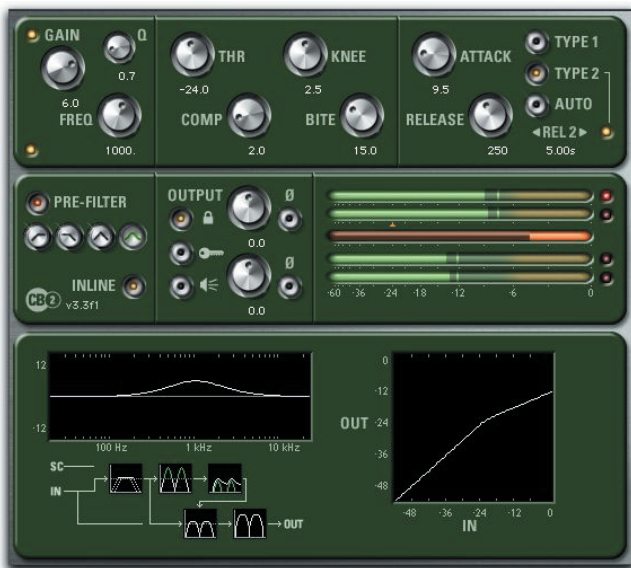 GAIN
Q
0.7
6.0
FREQ
1000.
THR
KNEE
-24.0
2.5
COMP
BITE
2.0
15.0
ATTACK
TYPE 1
TYPE 2
9.5
AUTO
RELEASE
◀REL 2▶
250
5.00s
PRE-FILTER
INLINE
CB 2
v3.3f1
OUTPUT
Ø
0.0
Ø
0.0
-60 -36 -24 -18 -12 -6 0
12
-12
100 Hz 1 kHz 10 kHz
SC
IN
OUT
0
-12
OUT -24
-36
-48
-48 -36 -24 -12 0
IN